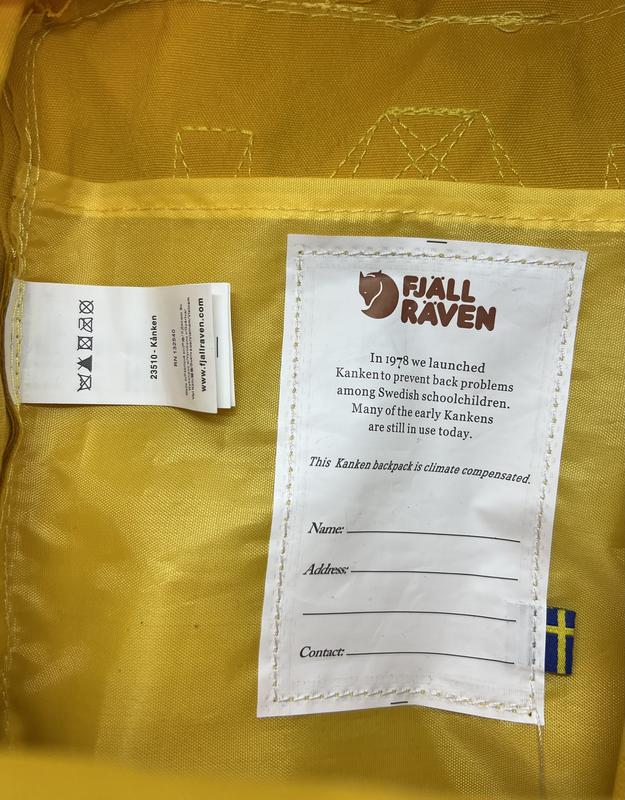 23510 - Kånken
RN 132540
www.fjallraven.com
FJÄLL
RÄVEN
In 1978 we launched
Kanken to prevent back problems
among Swedish schoolchildren.
Many of the early Kankens
are still in use today.
This Kanken backpack is climate compensated.
Name:
Address:
Contact: